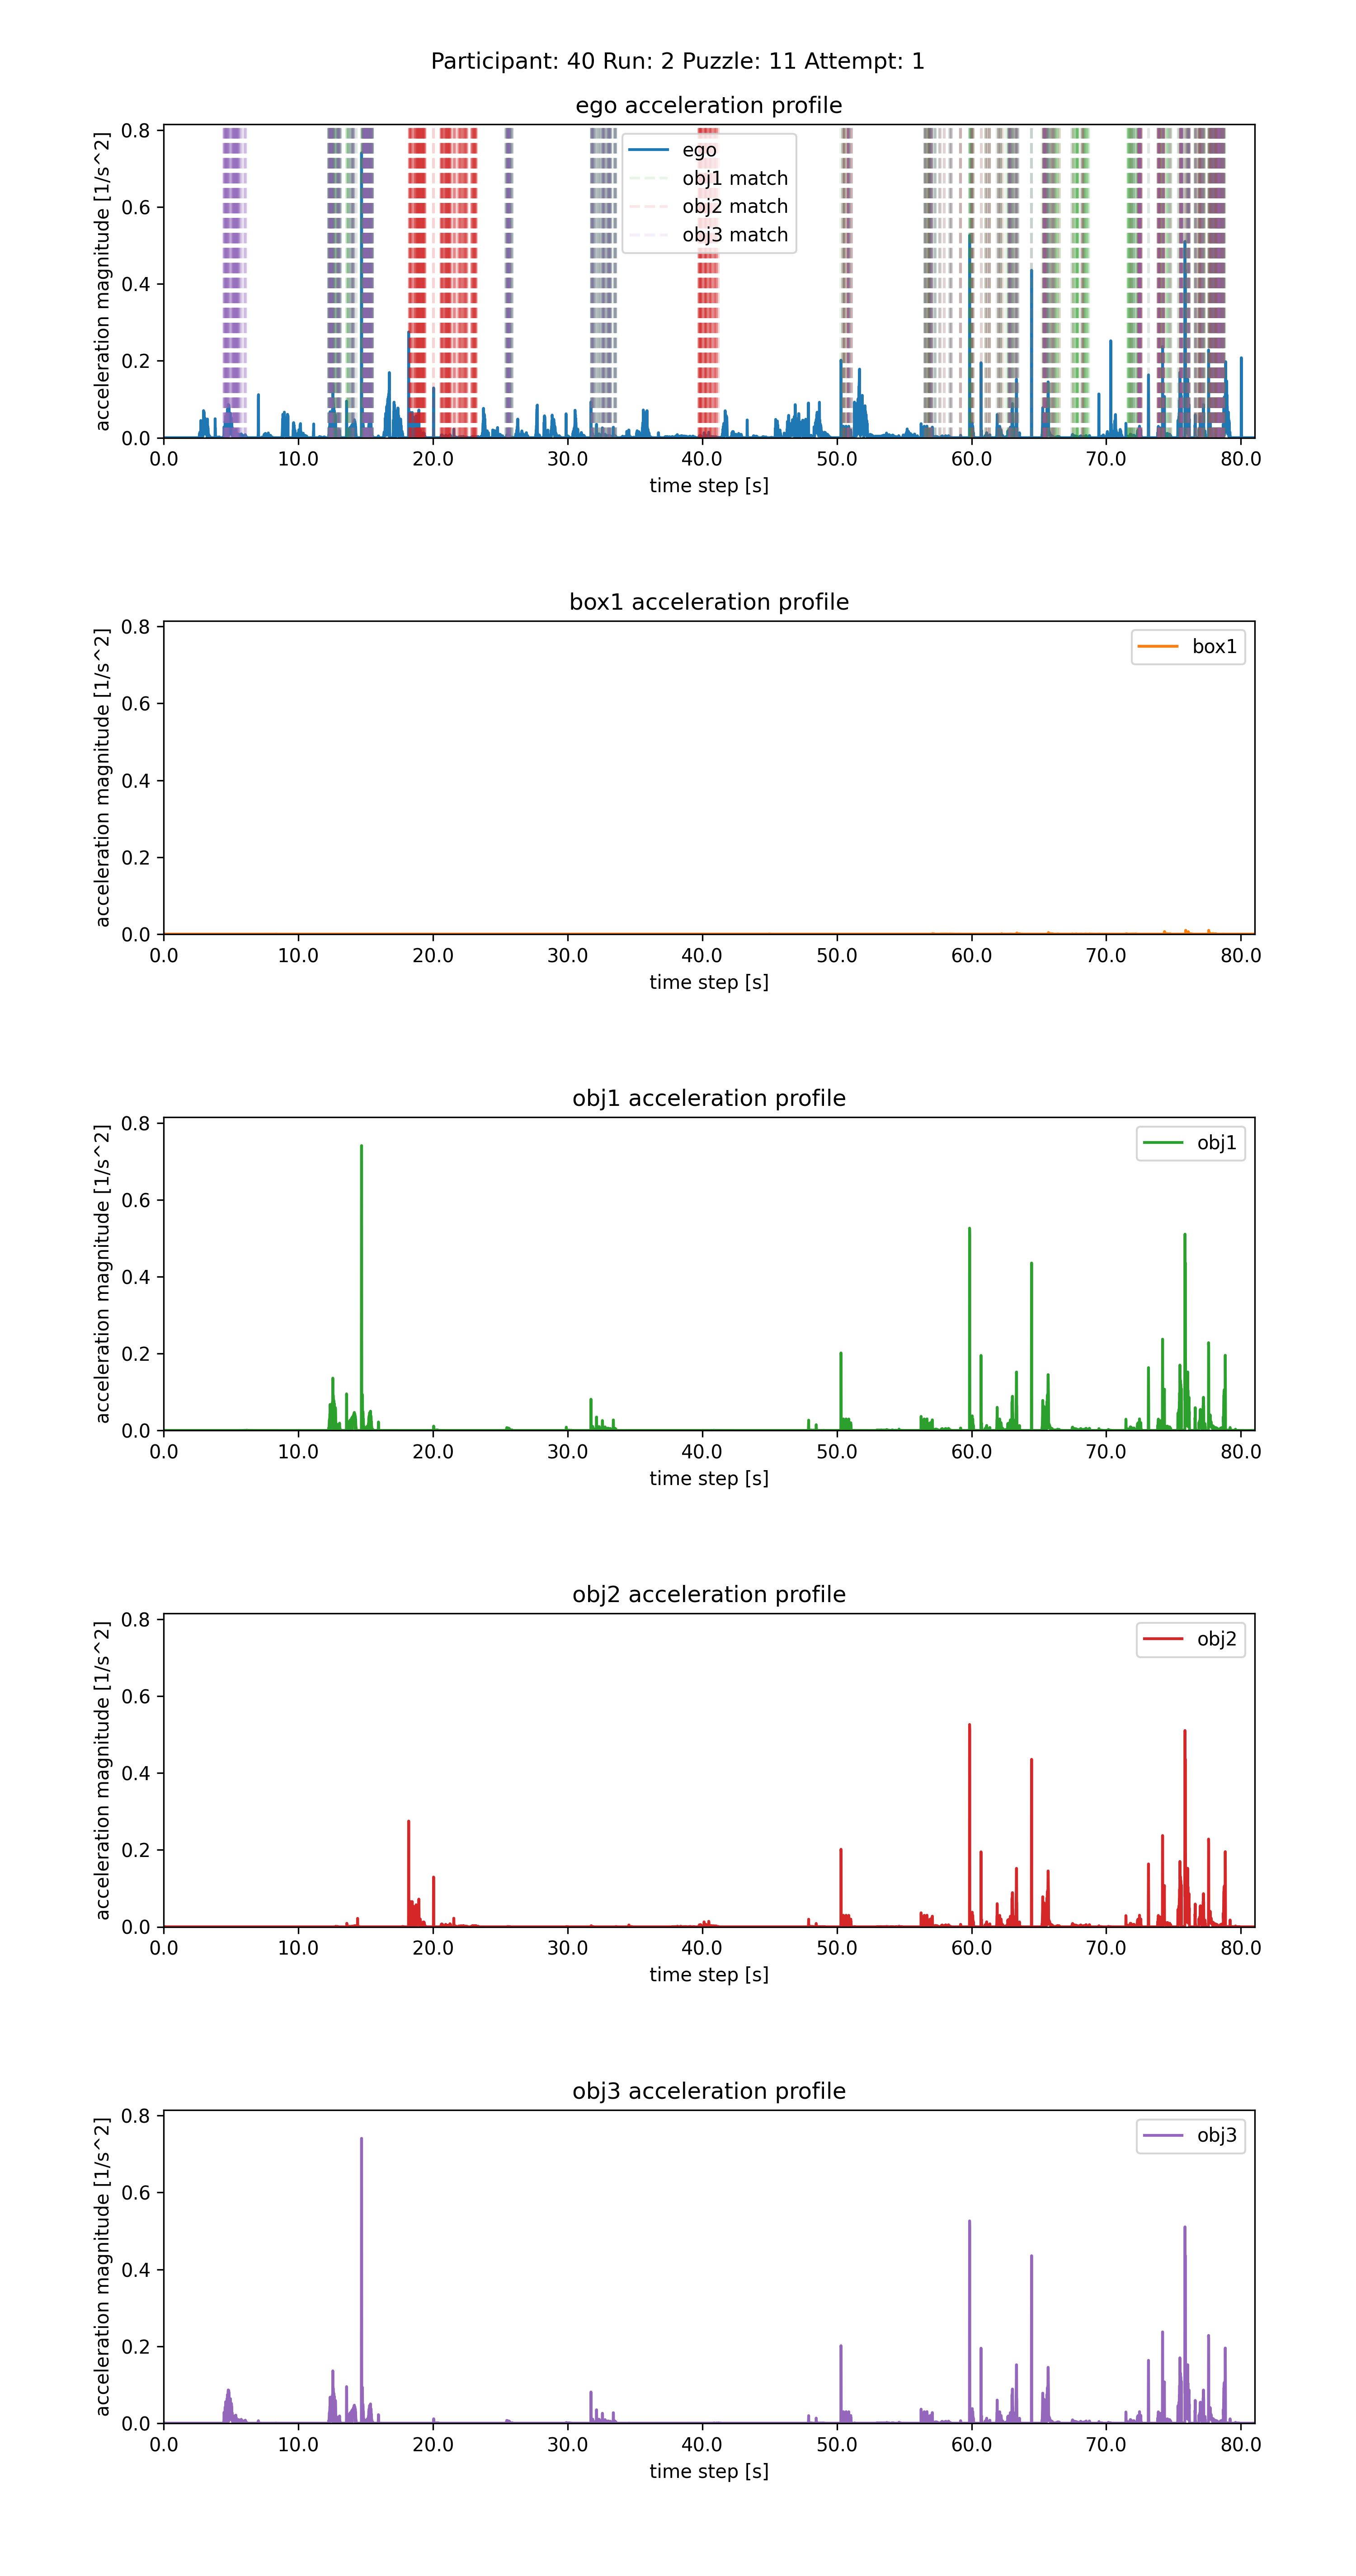 Participant: 40 Run: 2 Puzzle: 11 Attempt: 1
ego acceleration profile
acceleration magnitude [1/s^2]
0.8
0.6
0.4
0.2
0.0
ego
obj1 match
obj2 match
obj3 match
0.0 10.0 20.0 30.0 40.0 50.0 60.0 70.0 80.0
time step [s]
box1 acceleration profile
acceleration magnitude [1/s^2]
0.8
0.6
0.4
0.2
0.0
box1
0.0 10.0 20.0 30.0 40.0 50.0 60.0 70.0 80.0
time step [s]
obj1 acceleration profile
acceleration magnitude [1/s^2]
0.8
0.6
0.4
0.2
0.0
obj1
0.0 10.0 20.0 30.0 40.0 50.0 60.0 70.0 80.0
time step [s]
obj2 acceleration profile
acceleration magnitude [1/s^2]
0.8
0.6
0.4
0.2
0.0
obj2
0.0 10.0 20.0 30.0 40.0 50.0 60.0 70.0 80.0
time step [s]
obj3 acceleration profile
acceleration magnitude [1/s^2]
0.8
0.6
0.4
0.2
0.0
obj3
0.0 10.0 20.0 30.0 40.0 50.0 60.0 70.0 80.0
time step [s]